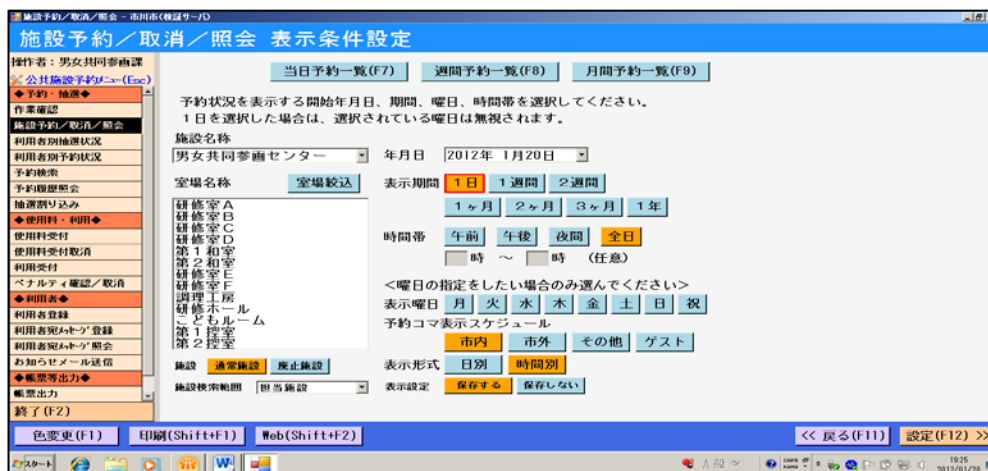 施設予約／取消／照会 － 市川市(検証サーバ)
施設予約／取消／照会 表示条件設定
操作者：男女共同参画課
公共施設予約メニュー(Esc)
◆予約・抽選◆
作業確認
施設予約／取消／照会
利用者別抽選状況
利用者別予約状況
予約検索
予約履歴照会
抽選割り込み
◆使用料・利用◆
使用料受付
使用料受付取消
利用受付
ペナルティ確認／取消
◆利用者◆
利用者登録
利用者宛ﾒｯｾｰｼﾞ登録
利用者宛ﾒｯｾｰｼﾞ照会
お知らせメール送信
◆帳票等出力◆
帳票出力
終了(F2)
当日予約一覧(F7) 週間予約一覧(F8) 月間予約一覧(F9)
予約状況を表示する開始年月日、期間、曜日、時間帯を選択してください。
１日を選択した場合は、選択されている曜日は無視されます。
施設名称
男女共同参画センター
室場名称 室場絞込
研修室Ａ
研修室Ｂ
研修室Ｃ
研修室Ｄ
第１和室
第２和室
研修室Ｅ
研修室Ｆ
調理工房
研修ホール
こどもルーム
第１控室
第２控室
施設 通常施設 廃止施設
施設検索範囲 担当施設
年月日 2012年 1月20日
表示期間 １日 １週間 ２週間
１ヶ月 ２ヶ月 ３ヶ月 １年
時間帯 午前 午後 夜間 全日
時 ～ 時 (任意)
＜曜日の指定をしたい場合のみ選んでください＞
表示曜日 月 火 水 木 金 土 日 祝
予約コマ表示スケジュール
市内 市外 その他 ゲスト
表示形式 日別 時間別
表示設定 保存する 保存しない
色変更(F1) 印刷(Shift+F1) Web(Shift+F2) << 戻る(F11) 設定(F12) >>
スタート A 般 CAPS KANA 19:25
2012/01/20